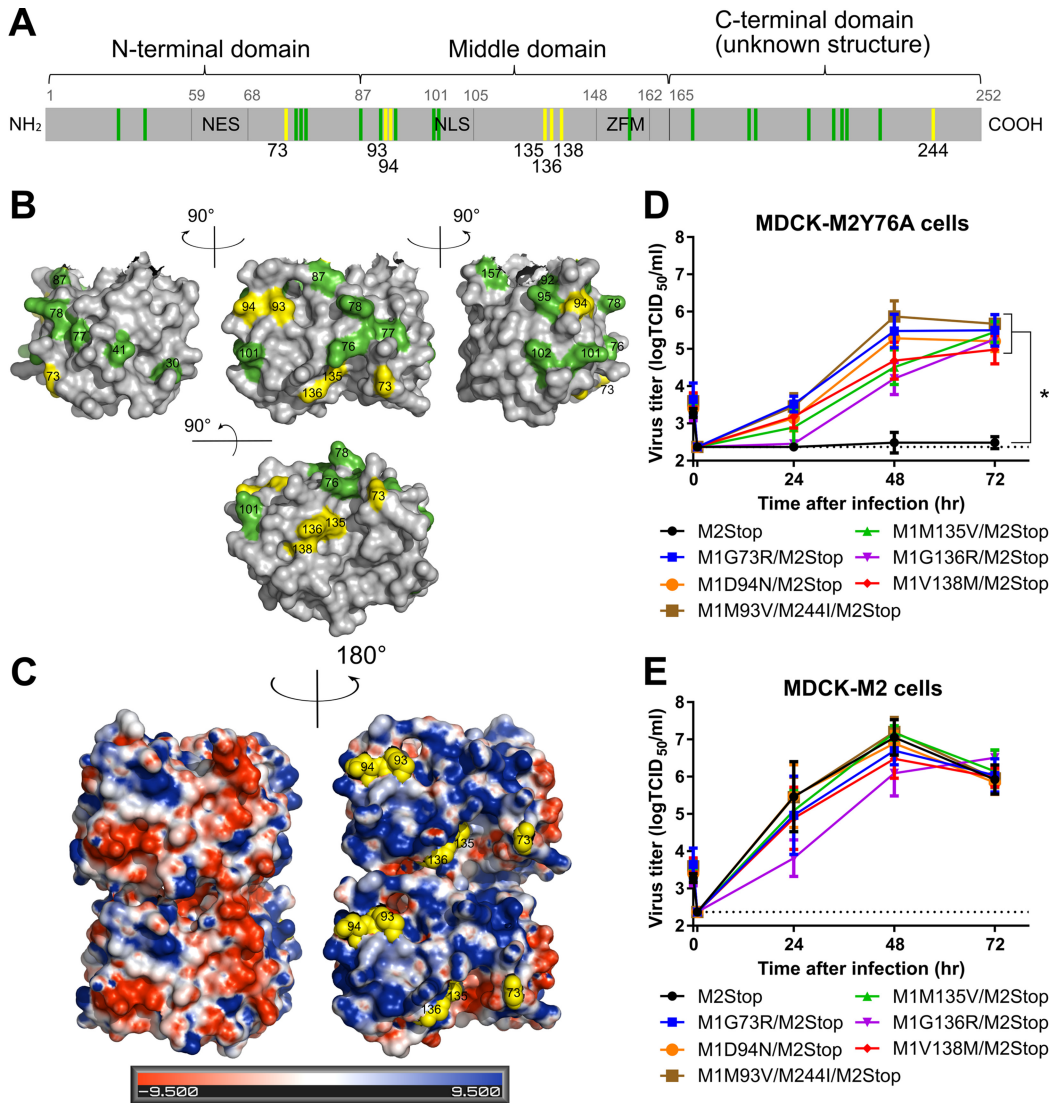 A
N-terminal domain
Middle domain
C-terminal domain
(unknown structure)
1 59 68 87 101 105 148 162 165 252
NH2 NES NLS ZFM COOH
73 93 135 138 244
94 136
B
90° 90°
87 78 77 41 30 73
87 94 93 78 77 76 101 135 136 73
157 92 95 94 78 76 102 101 73
90°
78 76 73 101 136 135 138
C
180°
94 93 135 136 73
94 93 135 136 73
−9.500 9.500
D
MDCK-M2Y76A cells
Virus titer (logTCID50/ml)
8
7
6
5
4
3
2
*
0 24 48 72
Time after infection (hr)
M2Stop
M1G73R/M2Stop
M1D94N/M2Stop
M1M93V/M244I/M2Stop
M1M135V/M2Stop
M1G136R/M2Stop
M1V138M/M2Stop
E
MDCK-M2 cells
Virus titer (logTCID50/ml)
8
7
6
5
4
3
2
0 24 48 72
Time after infection (hr)
M2Stop
M1G73R/M2Stop
M1D94N/M2Stop
M1M93V/M244I/M2Stop
M1M135V/M2Stop
M1G136R/M2Stop
M1V138M/M2Stop